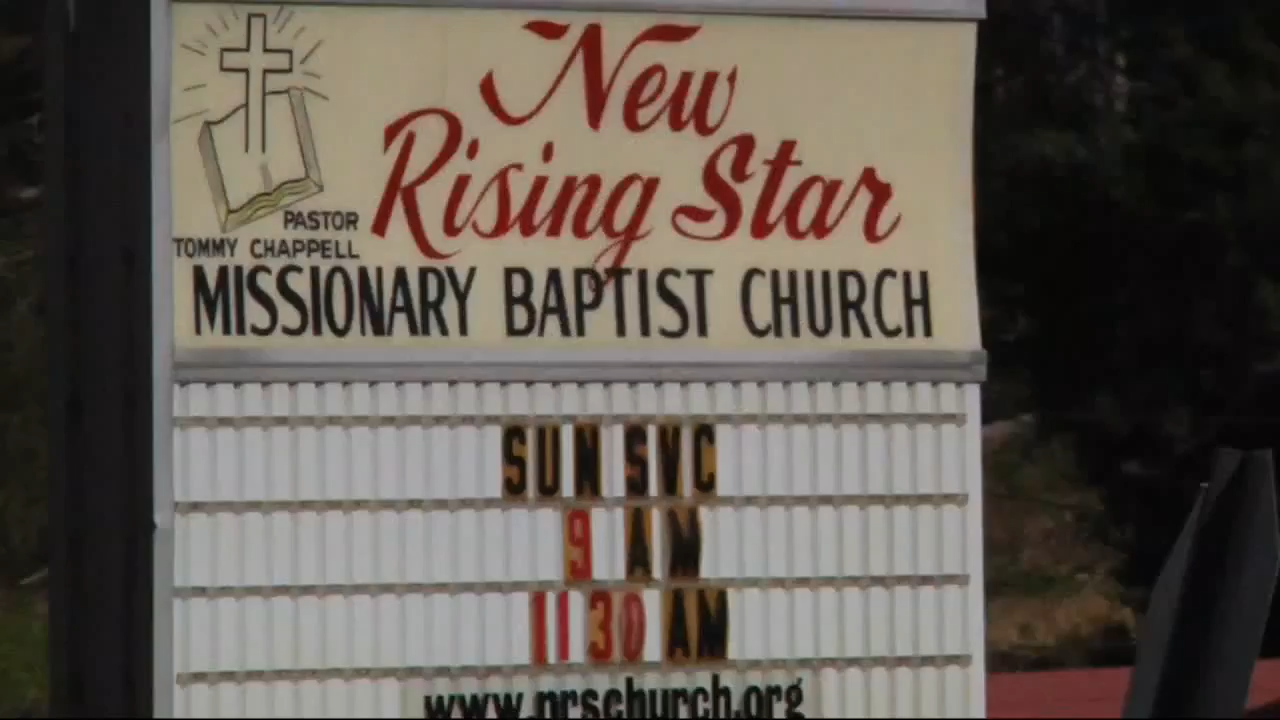 New
Rising Star
PASTOR
TOMMY CHAPPELL
MISSIONARY BAPTIST CHURCH
SUN SVC
9 AM
11 30 AM
www.nrschurch.org